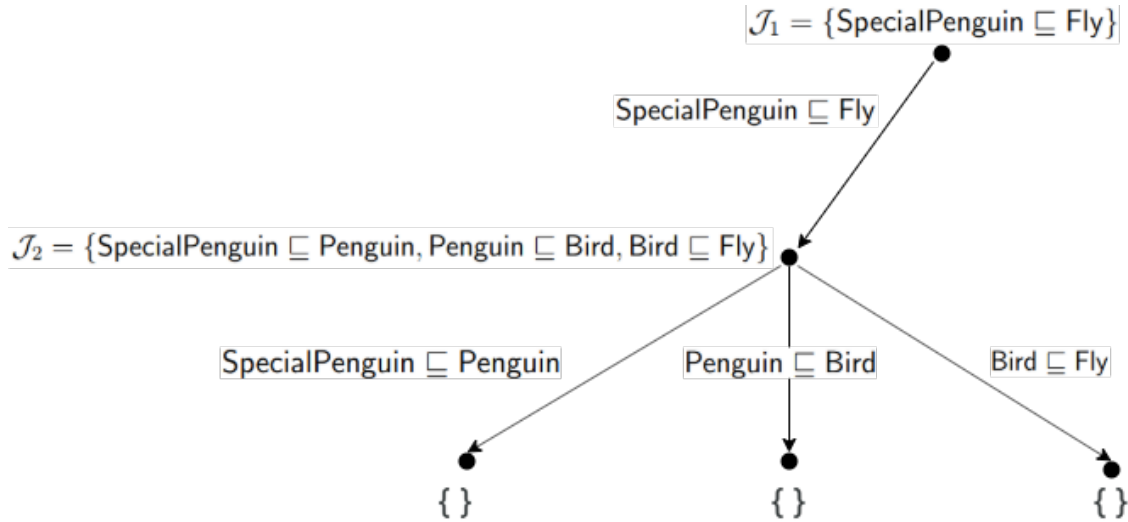 𝒥₁ = {SpecialPenguin ⊑ Fly}
SpecialPenguin ⊑ Fly
𝒥₂ = {SpecialPenguin ⊑ Penguin, Penguin ⊑ Bird, Bird ⊑ Fly}
SpecialPenguin ⊑ Penguin
Penguin ⊑ Bird
Bird ⊑ Fly
{ }
{ }
{ }